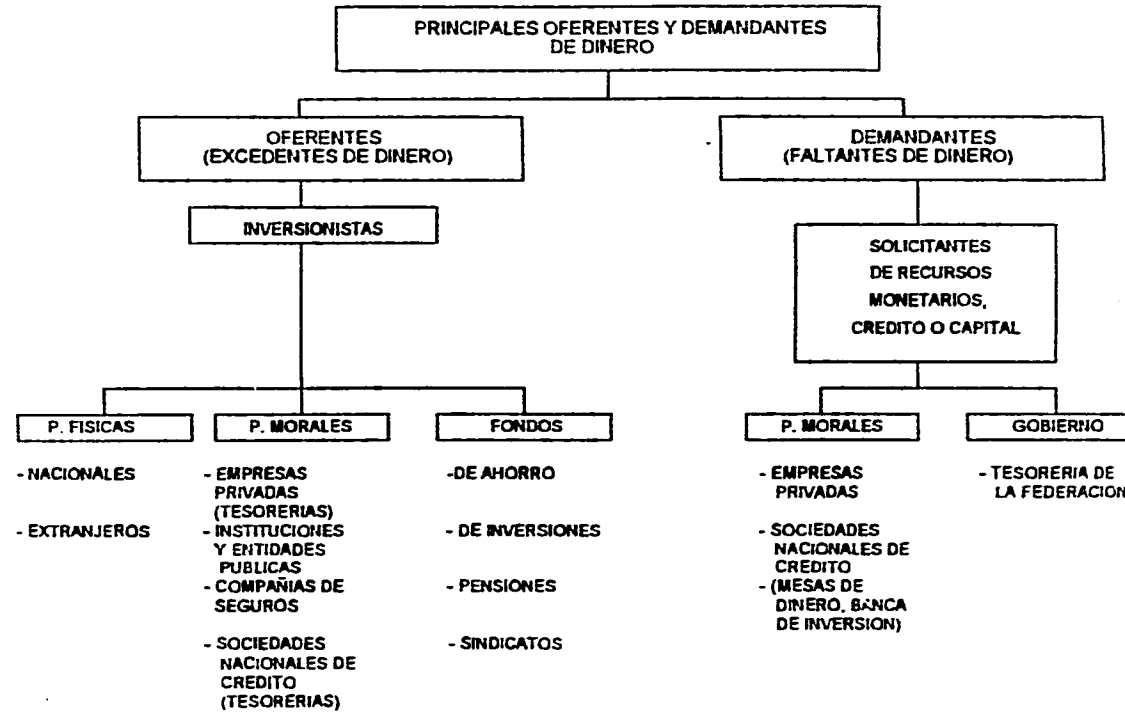 PRINCIPALES OFERENTES Y DEMANDANTES
DE DINERO
OFERENTES
(EXCEDENTES DE DINERO)
DEMANDANTES
(FALTANTES DE DINERO)
INVERSIONISTAS
SOLICITANTES
DE RECURSOS
MONETARIOS,
CREDITO O CAPITAL
P. FISICAS
- NACIONALES
- EXTRANJEROS
P. MORALES
- EMPRESAS
PRIVADAS
(TESORERIAS)
- INSTITUCIONES
Y ENTIDADES
PUBLICAS
- COMPAÑIAS DE
SEGUROS
- SOCIEDADES
NACIONALES DE
CREDITO
(TESORERIAS)
FONDOS
-DE AHORRO
- DE INVERSIONES
- PENSIONES
- SINDICATOS
P. MORALES
- EMPRESAS
PRIVADAS
- SOCIEDADES
NACIONALES DE
CREDITO
- (MESAS DE
DINERO, BANCA
DE INVERSION)
GOBIERNO
- TESORERIA DE
LA FEDERACION